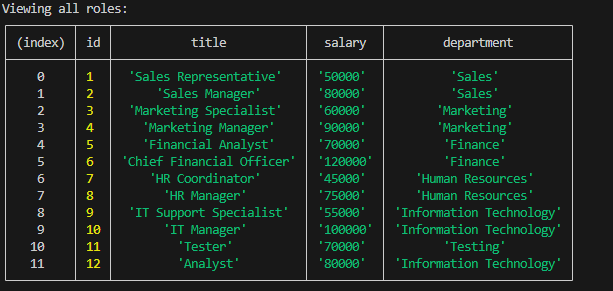 Viewing all roles:
(index) id title salary department
0 1 'Sales Representative' '50000' 'Sales'
1 2 'Sales Manager' '80000' 'Sales'
2 3 'Marketing Specialist' '60000' 'Marketing'
3 4 'Marketing Manager' '90000' 'Marketing'
4 5 'Financial Analyst' '70000' 'Finance'
5 6 'Chief Financial Officer' '120000' 'Finance'
6 7 'HR Coordinator' '45000' 'Human Resources'
7 8 'HR Manager' '75000' 'Human Resources'
8 9 'IT Support Specialist' '55000' 'Information Technology'
9 10 'IT Manager' '100000' 'Information Technology'
10 11 'Tester' '70000' 'Testing'
11 12 'Analyst' '80000' 'Information Technology'